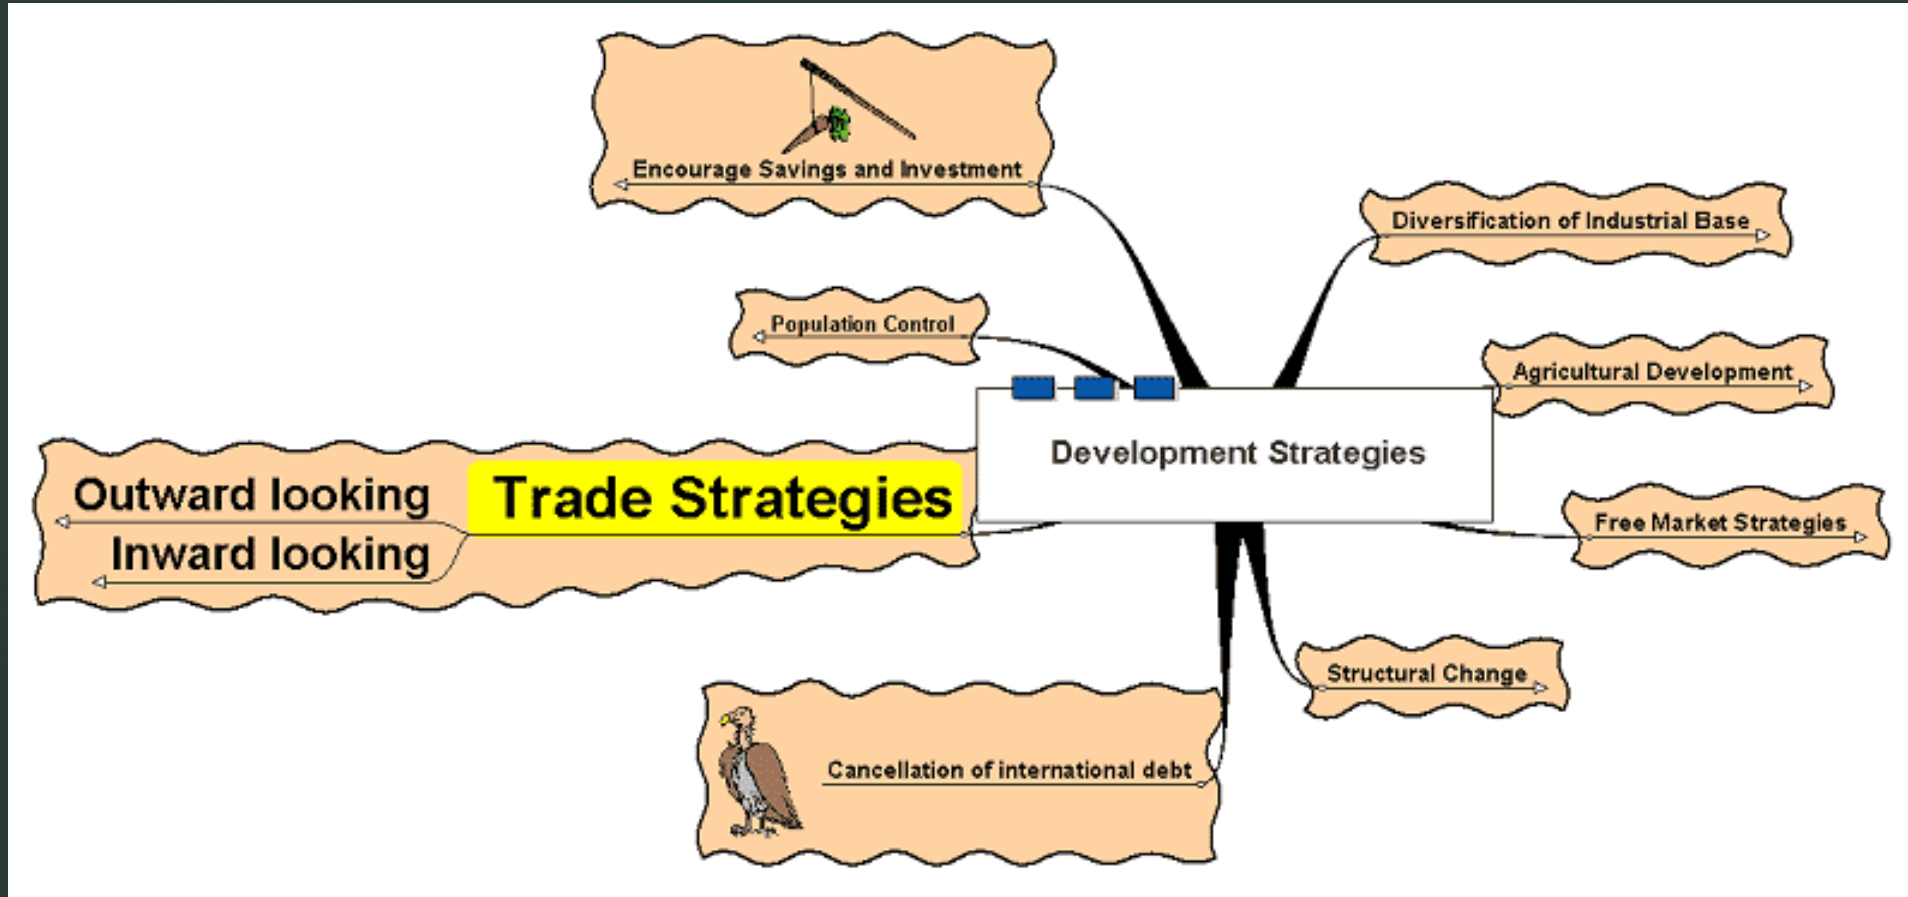 Encourage Savings and Investment
Diversification of Industrial Base
Population Control
Agricultural Development
Development Strategies
Trade Strategies
Outward looking
Inward looking
Free Market Strategies
Structural Change
Cancellation of international debt